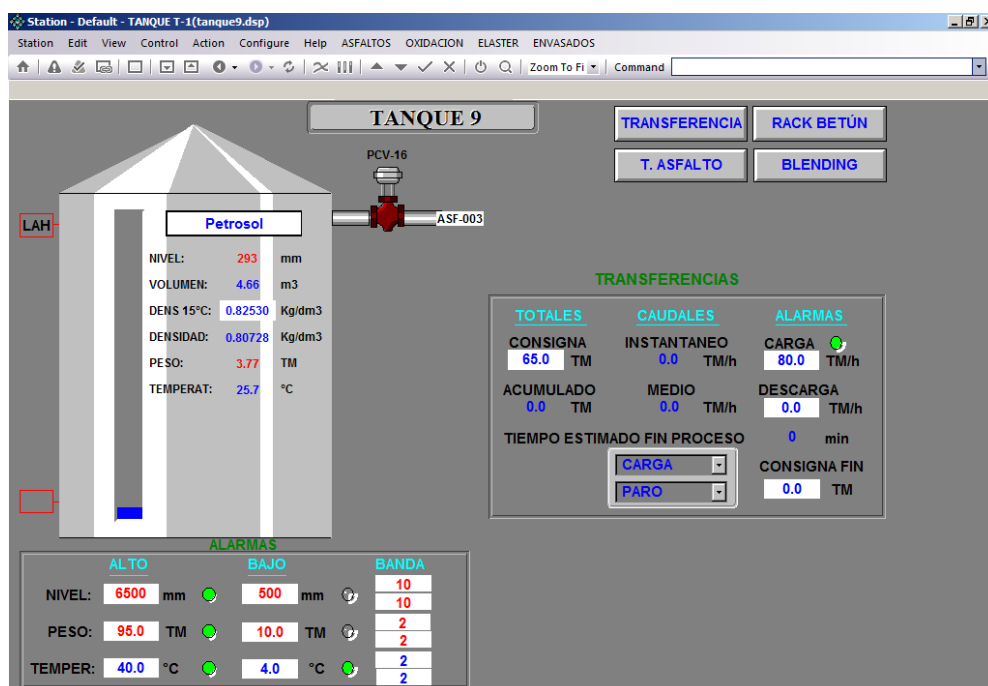 Station - Default - TANQUE T-1(tanque9.dsp)
Station Edit View Control Action Configure Help ASFALTOS OXIDACION ELASTER ENVASADOS
Zoom To Fi Command
TANQUE 9
TRANSFERENCIA RACK BETÚN
T. ASFALTO BLENDING
PCV-16
ASF-003
LAH
Petrosol
NIVEL: 293 mm
VOLUMEN: 4.66 m3
DENS 15°C: 0.82530 Kg/dm3
DENSIDAD: 0.80728 Kg/dm3
PESO: 3.77 TM
TEMPERAT: 25.7 °C
TRANSFERENCIAS
TOTALES CAUDALES ALARMAS
CONSIGNA INSTANTANEO CARGA
65.0 TM 0.0 TM/h 80.0 TM/h
ACUMULADO MEDIO DESCARGA
0.0 TM 0.0 TM/h 0.0 TM/h
TIEMPO ESTIMADO FIN PROCESO 0 min
CARGA CONSIGNA FIN
PARO 0.0 TM
ALARMAS
ALTO BAJO BANDA
NIVEL: 6500 mm 500 mm 10
10
PESO: 95.0 TM 10.0 TM 2
2
TEMPER: 40.0 °C 4.0 °C 2
2